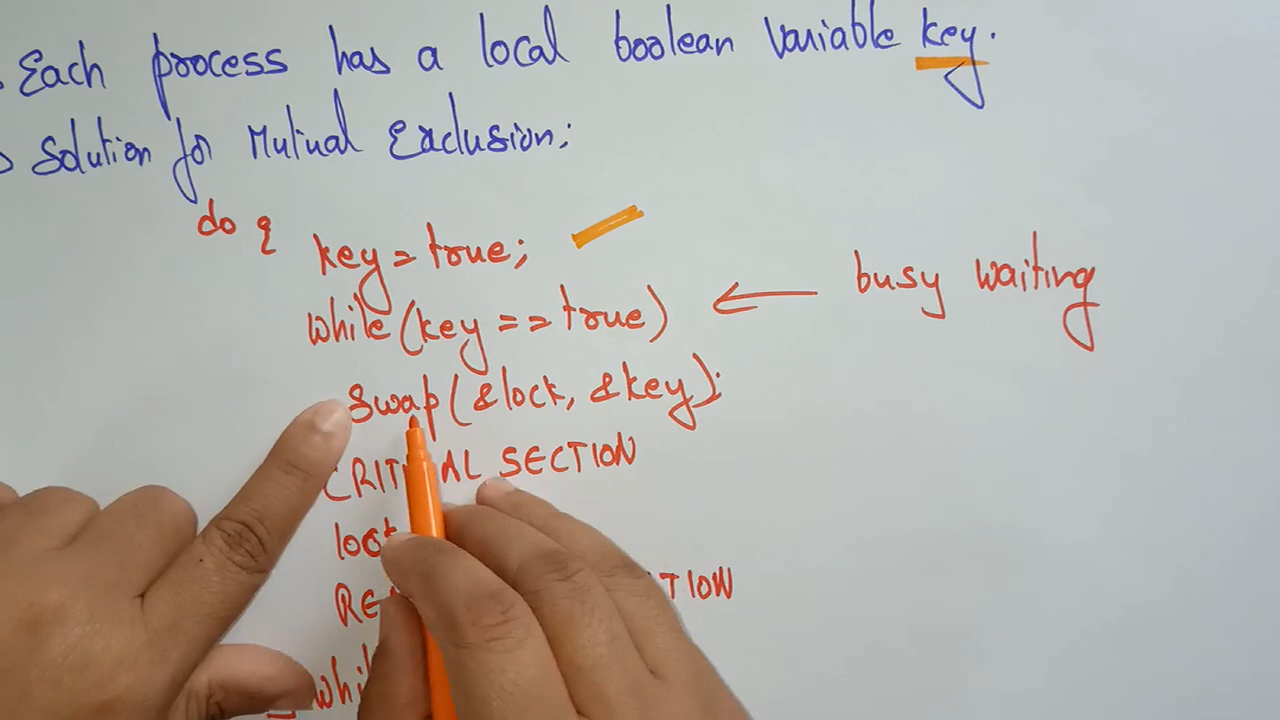 Each process has a local boolean variable key.
Solution for Mutual Exclusion:
do {
key = true;
while (key == true)
busy waiting
swap (&lock, &key);
SECTION